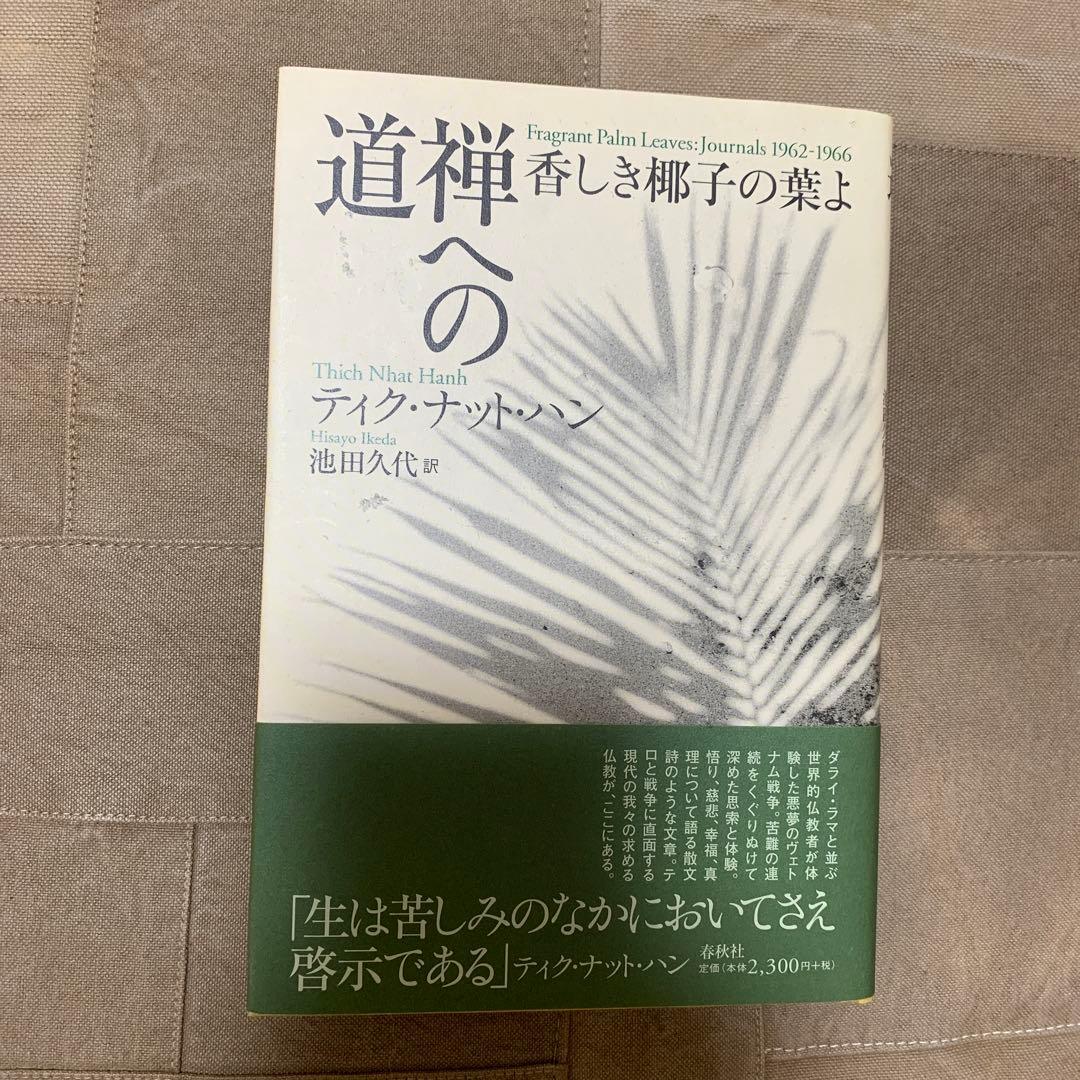 禅への
道
Fragrant Palm Leaves: Journals 1962-1966
香しき椰子の葉よ
Thich Nhat Hanh
ティク・ナット・ハン
Hisayo Ikeda
池田久代 訳
ダライ・ラマと並ぶ
世界的仏教者が体
験した悪夢のヴェト
ナム戦争。苦難の連
続をくぐりぬけて
深めた思索と体験。
悟り、慈悲、幸福、真
理について語る散文
詩のような文章。テ
ロと戦争に直面する
現代の我々の求める
仏教が、ここにある。
「生は苦しみのなかにおいてさえ
啓示である」ティク・ナット・ハン
春秋社
定価(本体2,300円+税)